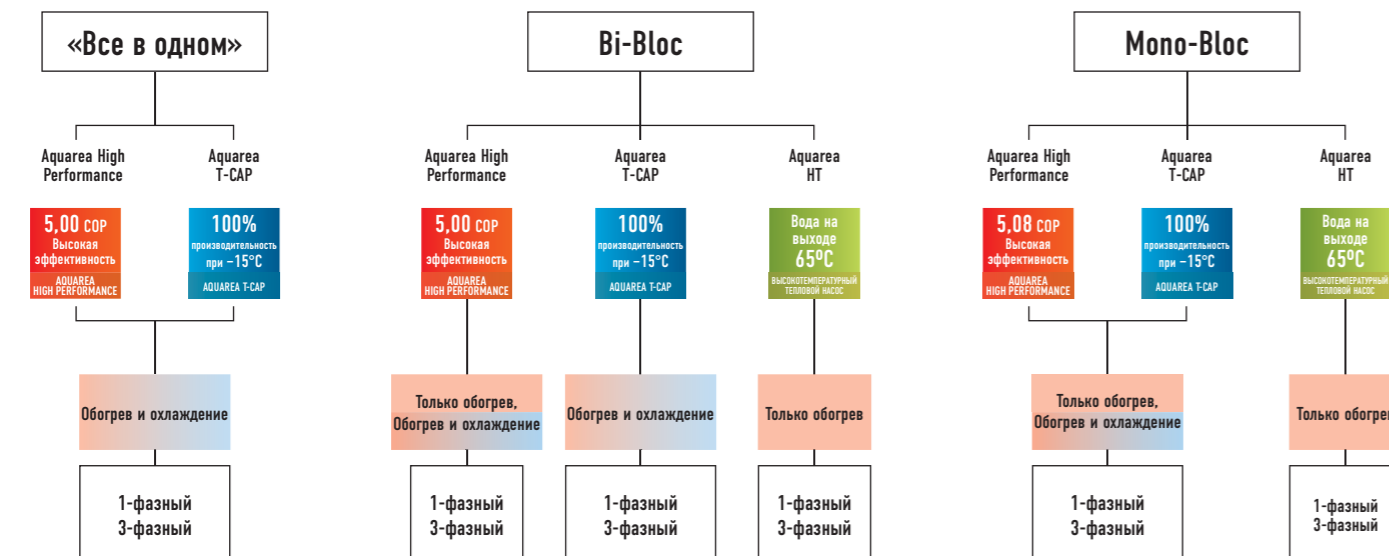 «Все в одном»
Bi-Bloc
Mono-Bloc
Aquarea High
Performance
Aquarea
T-CAP
Aquarea High
Performance
Aquarea
T-CAP
Aquarea
HT
Aquarea High
Performance
Aquarea
T-CAP
Aquarea
HT
5,00 COP
Высокая
эффективность
AQUAREA
HIGH PERFORMANCE
100%
производительность
при –15°C
AQUAREA T-CAP
5,00 COP
Высокая
эффективность
AQUAREA
HIGH PERFORMANCE
100%
производительность
при –15°C
AQUAREA T-CAP
Вода на
выходе
65ºC
ВЫСОКОТЕМПЕРАТУРНЫЙ
ТЕПЛОВОЙ НАСОС
5,08 COP
Высокая
эффективность
AQUAREA
HIGH PERFORMANCE
100%
производительность
при –15°C
AQUAREA T-CAP
Вода на
выходе
65ºC
ВЫСОКОТЕМПЕРАТУРНЫЙ
ТЕПЛОВОЙ НАСОС
Обогрев и охлаждение
Только обогрев,
Обогрев и охлаждение
Обогрев и охлаждение
Только обогрев
Только обогрев,
Обогрев и охлаждение
Только обогрев
1-фазный
3-фазный
1-фазный
3-фазный
1-фазный
3-фазный
1-фазный
3-фазный
1-фазный
3-фазный
1-фазный
3-фазный